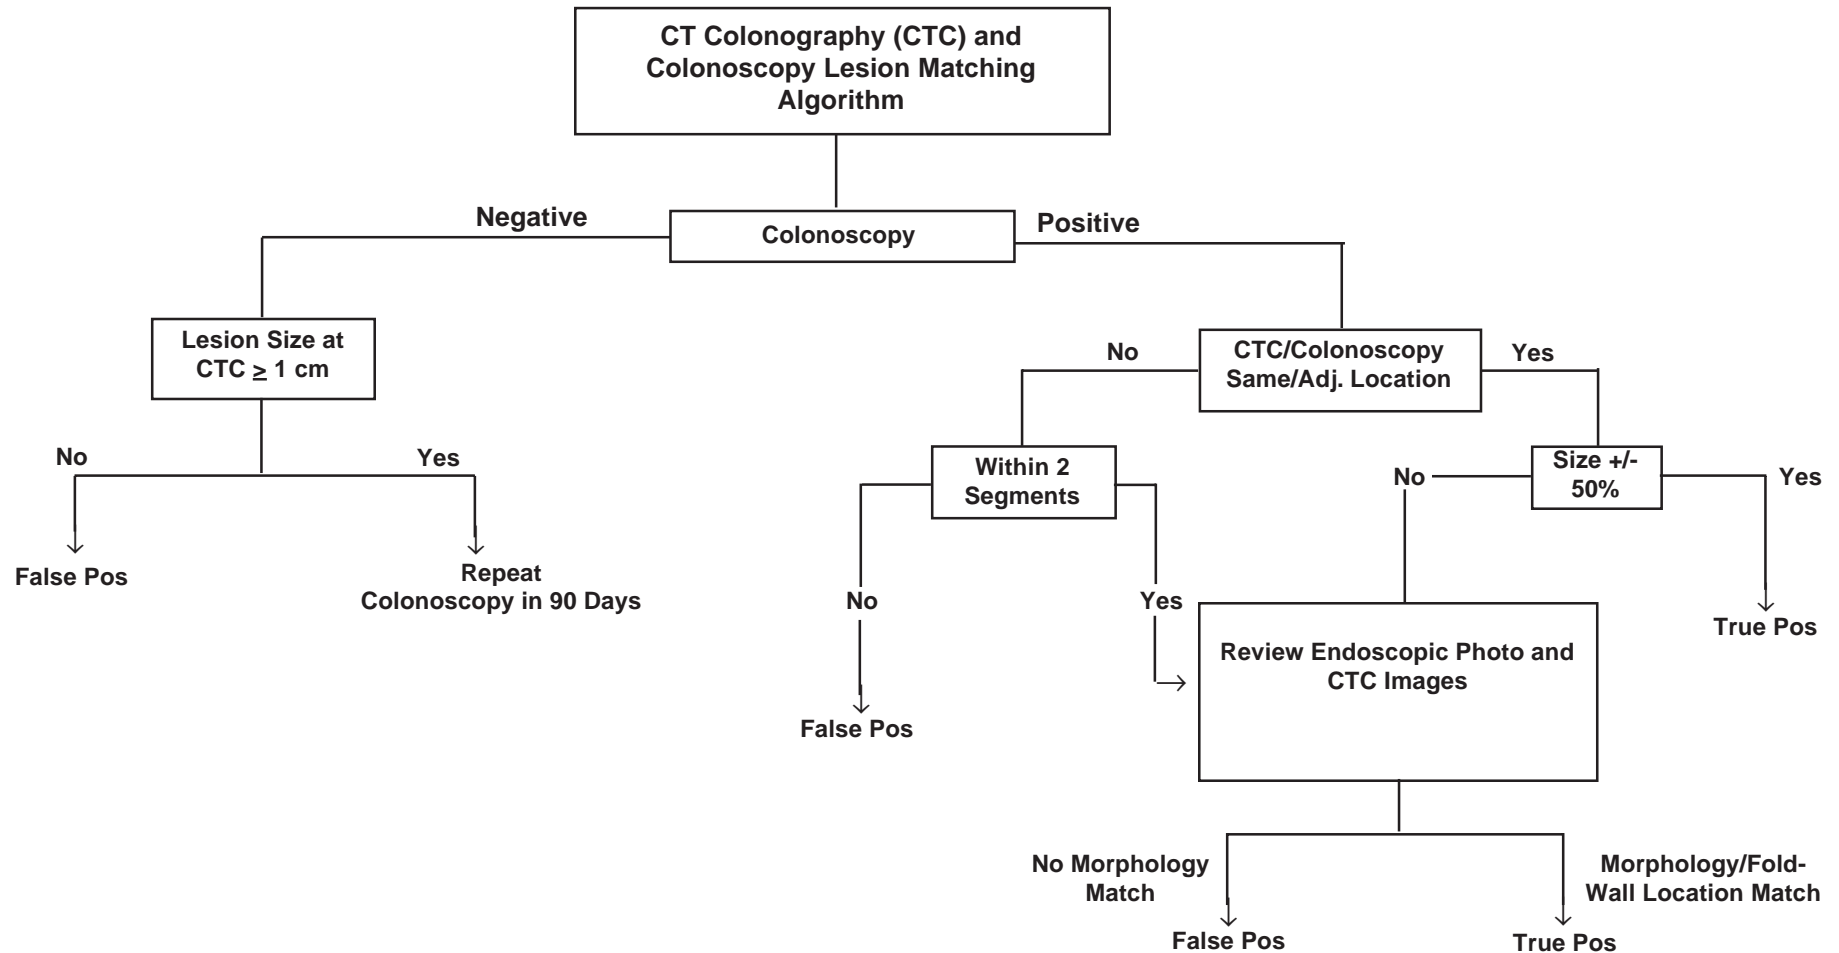 CT Colonography (CTC) and
Colonoscopy Lesion Matching
Algorithm
Negative
Colonoscopy
Positive
Lesion Size at
CTC ≥ 1 cm
No
CTC/Colonoscopy
Same/Adj. Location
Yes
No
Yes
Within 2
Segments
No
Size +/-
50%
Yes
False Pos
Repeat
Colonoscopy in 90 Days
No
Yes
Review Endoscopic Photo and
CTC Images
True Pos
False Pos
No Morphology
Match
Morphology/Fold-
Wall Location Match
False Pos
True Pos